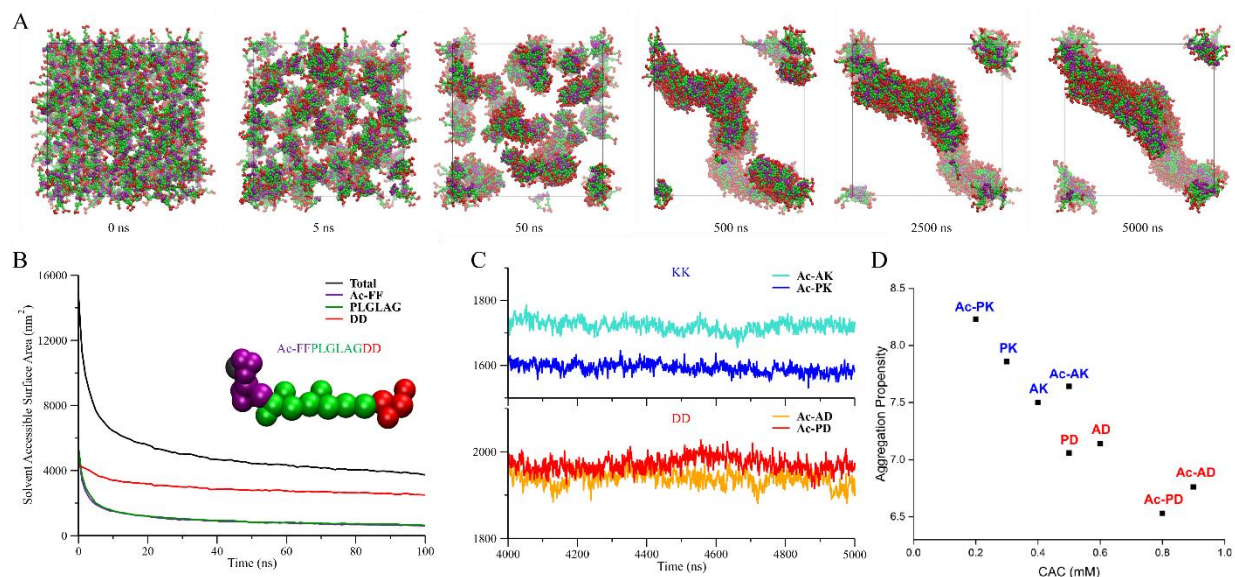 A
0 ns
5 ns
50 ns
500 ns
2500 ns
5000 ns
B
16000
12000
8000
4000
0
Solvent Accessible Surface Area (nm²)
Total
Ac-FF
PLGLAG
DD
Ac-FFPLGLAGDD
0
20
40
60
80
100
Time (ns)
C
KK
Ac-AK
Ac-PK
1800
1600
DD
Ac-AD
Ac-PD
2000
1800
4000
4200
4400
4600
4800
5000
Time (ns)
D
8.5
8.0
7.5
7.0
6.5
Aggregation Propensity
Ac-PK
PK
Ac-AK
AK
PD
AD
Ac-AD
Ac-PD
0.0
0.2
0.4
0.6
0.8
1.0
CAC (mM)